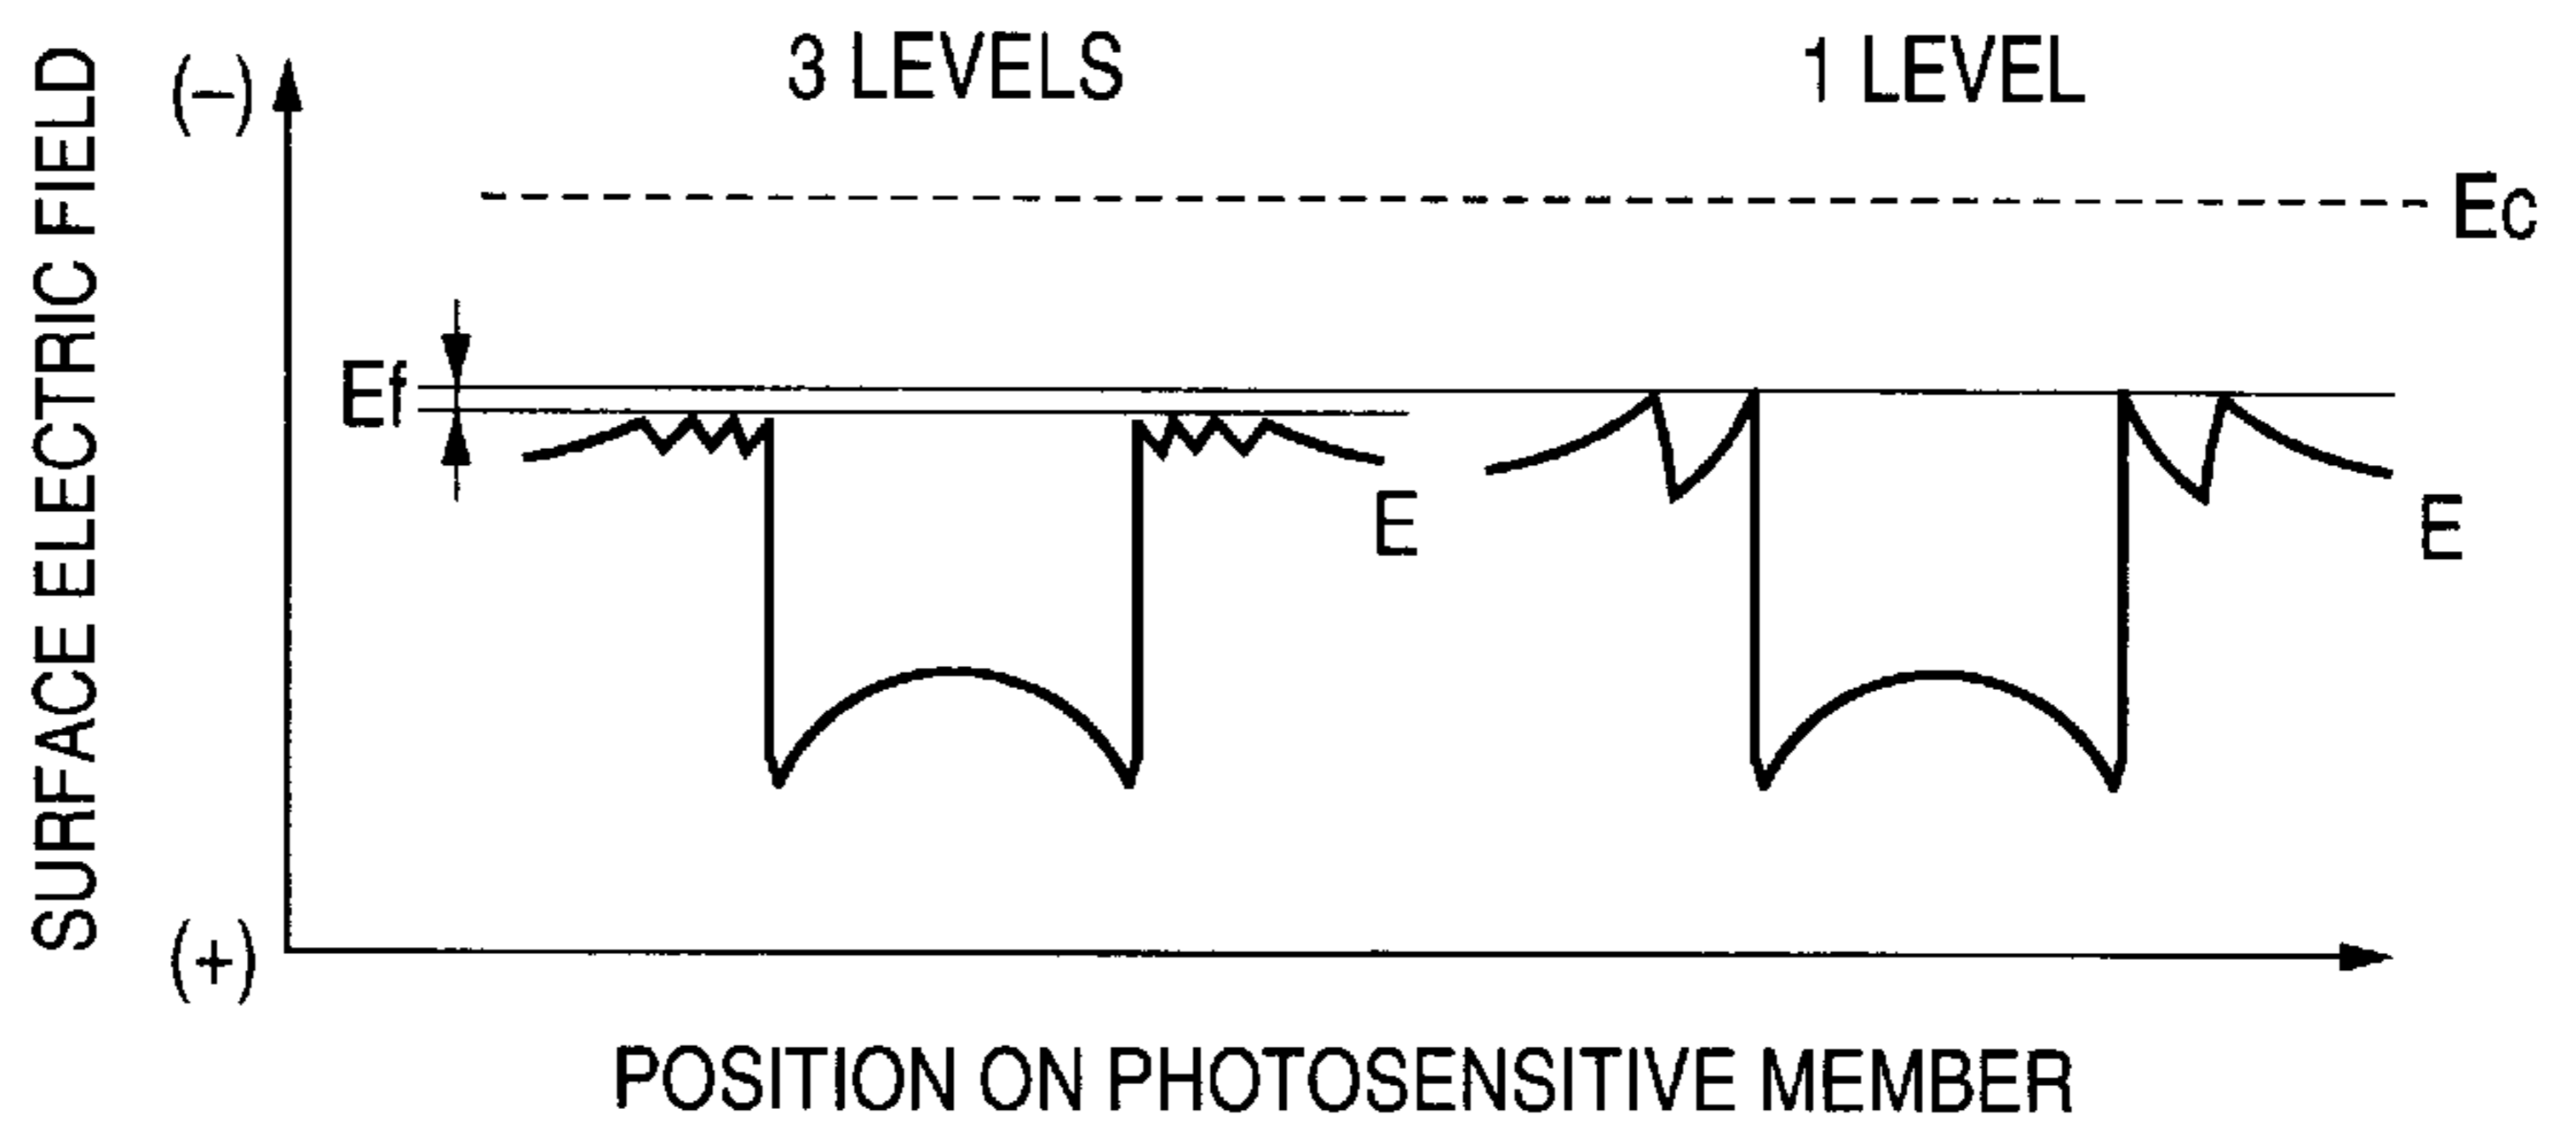 3 LEVELS
1 LEVEL
(−)
Ec
Ef
E
E
(+)
SURFACE ELECTRIC FIELD
POSITION ON PHOTOSENSITIVE MEMBER